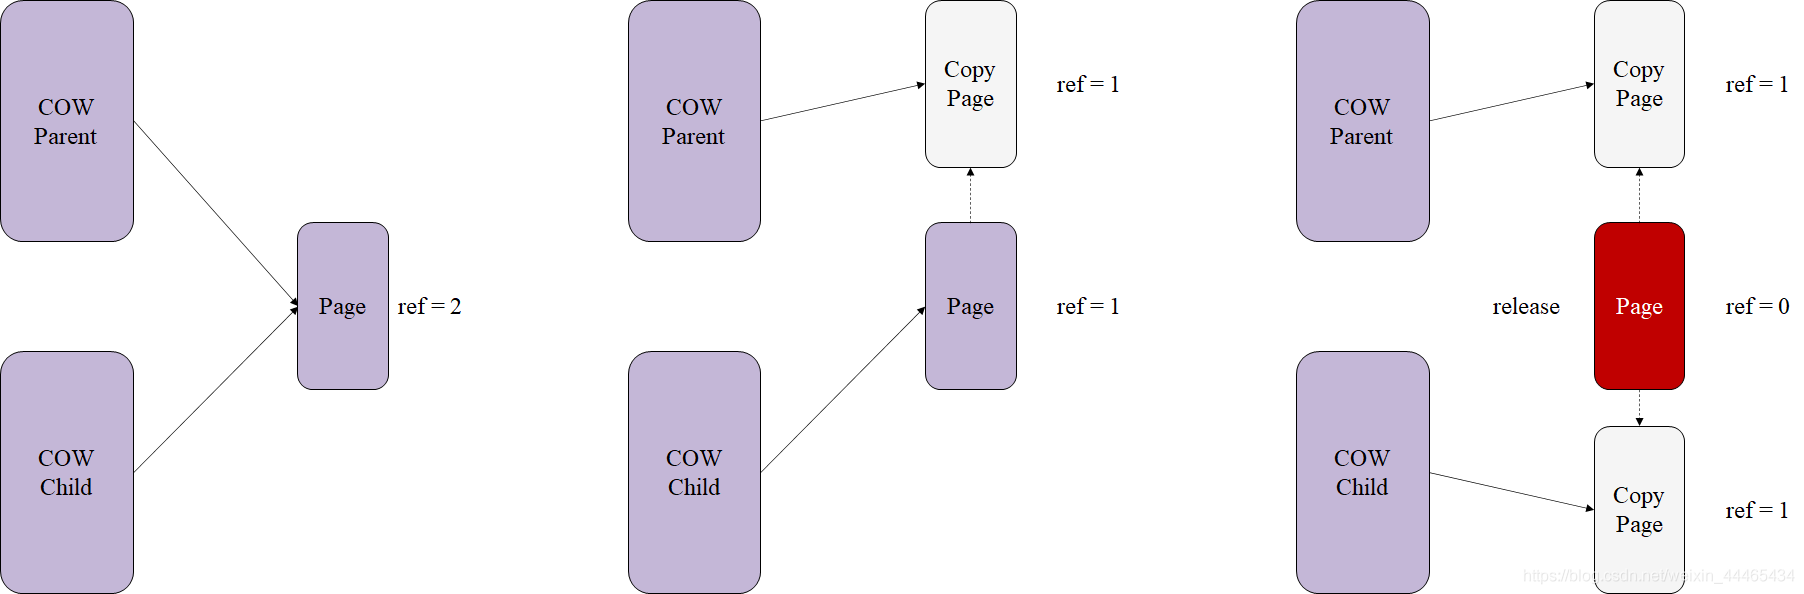 COW
Parent
Page
ref = 2
COW
Child
COW
Parent
Copy
Page
ref = 1
Page
ref = 1
COW
Child
COW
Parent
Copy
Page
ref = 1
release
Page
ref = 0
COW
Child
Copy
Page
ref = 1
https://blog.csdn.net/weixin_44465434